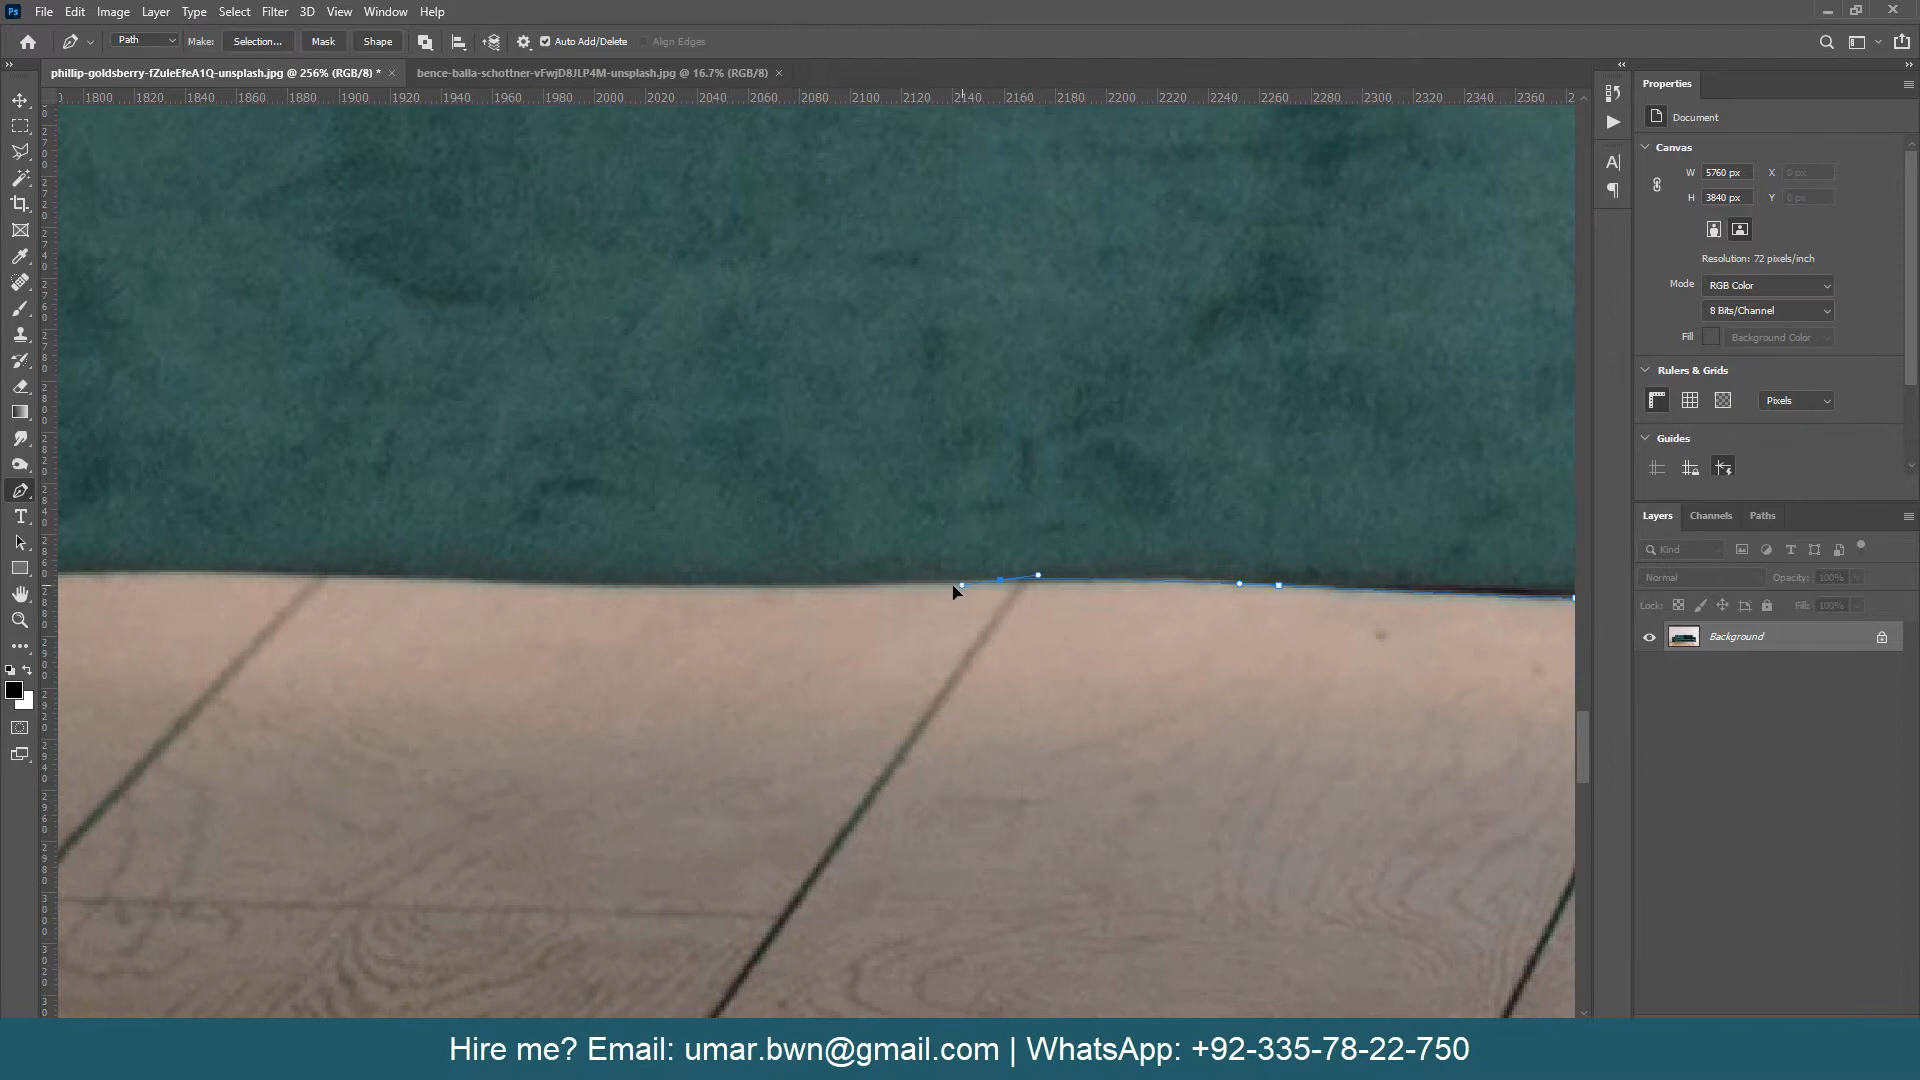 Ps File Edit Image Layer Type Select Filter 3D View Window Help
Path Make: Selection... Mask Shape Auto Add/Delete Align Edges
phillip-goldsberry-fZuleEfeA1Q-unsplash.jpg @ 256% (RGB/8) * × bence-balla-schottner-vFwjD8JLP4M-unsplash.jpg @ 16.7% (RGB/8) ×
1800 1820 1840 1860 1880 1900 1920 1940 1960 1980 2000 2020 2040 2060 2080 2100 2120 2140 2160 2180 2200 2220 2240 2260 2280 2300 2320 2340 2360
Properties
Document
Canvas
W 5760 px X 0 px
H 3840 px Y 0 px
Resolution: 72 pixels/inch
Mode RGB Color
8 Bits/Channel
Fill Background Color
Rulers & Grids
Pixels
Guides
Layers Channels Paths
Kind
Normal Opacity: 100%
Lock: Fill: 100%
Background
Hire me? Email: umar.bwn@gmail.com | WhatsApp: +92-335-78-22-750